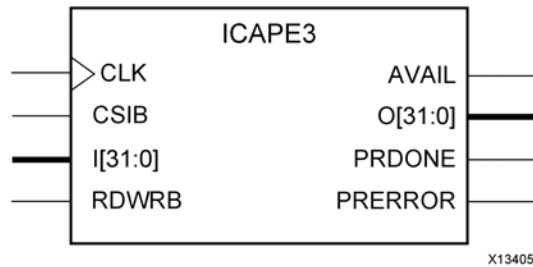 ICAPE3
CLK
CSIB
I[31:0]
RDWRB
AVAIL
O[31:0]
PRDONE
PRERROR
X13405